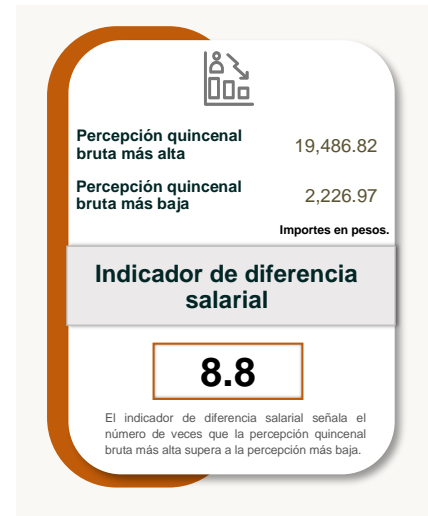 Percepción quincenal
bruta más alta
19,486.82
Percepción quincenal
bruta más baja
2,226.97
Importes en pesos.
Indicador de diferencia
salarial
8.8
El indicador de diferencia salarial señala el
número de veces que la percepción quincenal
bruta más alta supera a la percepción más baja.